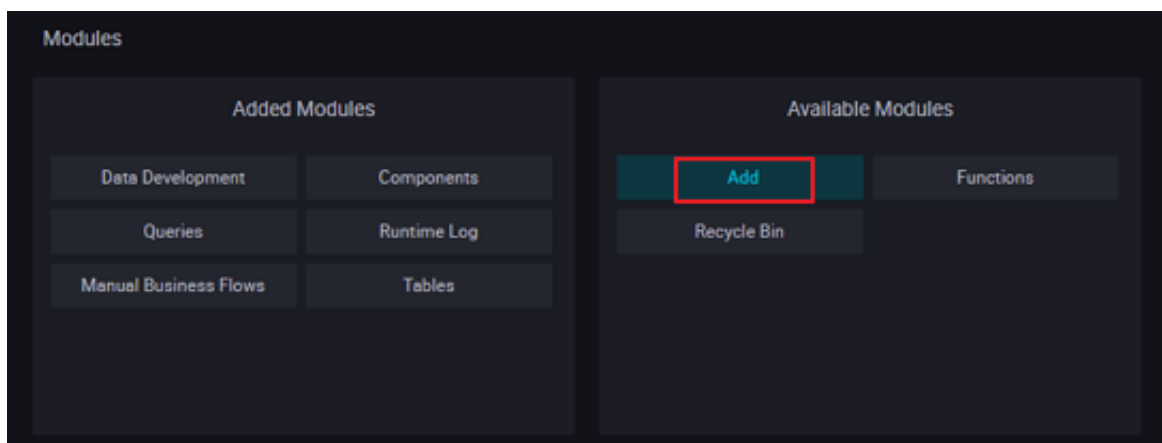 Modules
Added Modules
Data Development
Components
Queries
Runtime Log
Manual Business Flows
Tables
Available Modules
Add
Functions
Recycle Bin